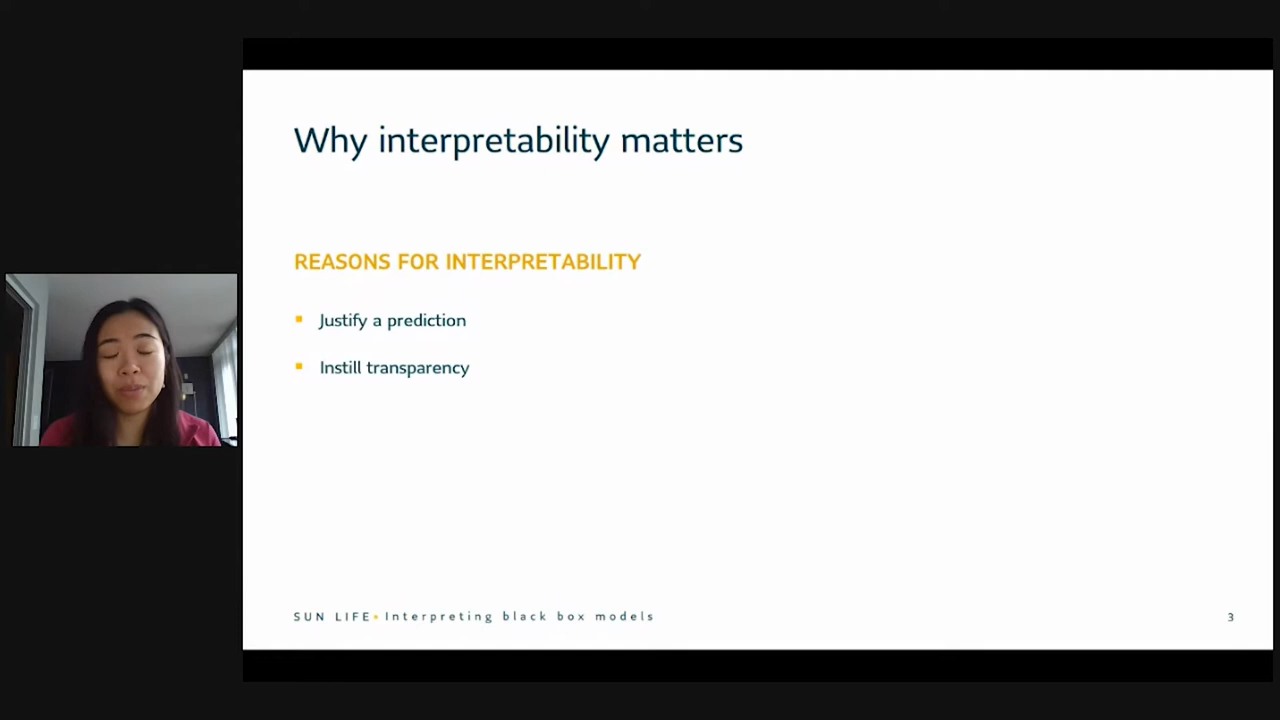 Why interpretability matters
REASONS FOR INTERPRETABILITY
Justify a prediction
Instill transparency
SUN LIFE • Interpreting black box models
3